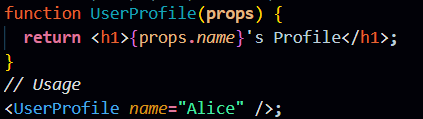 function UserProfile(props) {
  return <h1>{props.name}'s Profile</h1>;
}
// Usage
<UserProfile name="Alice" />;